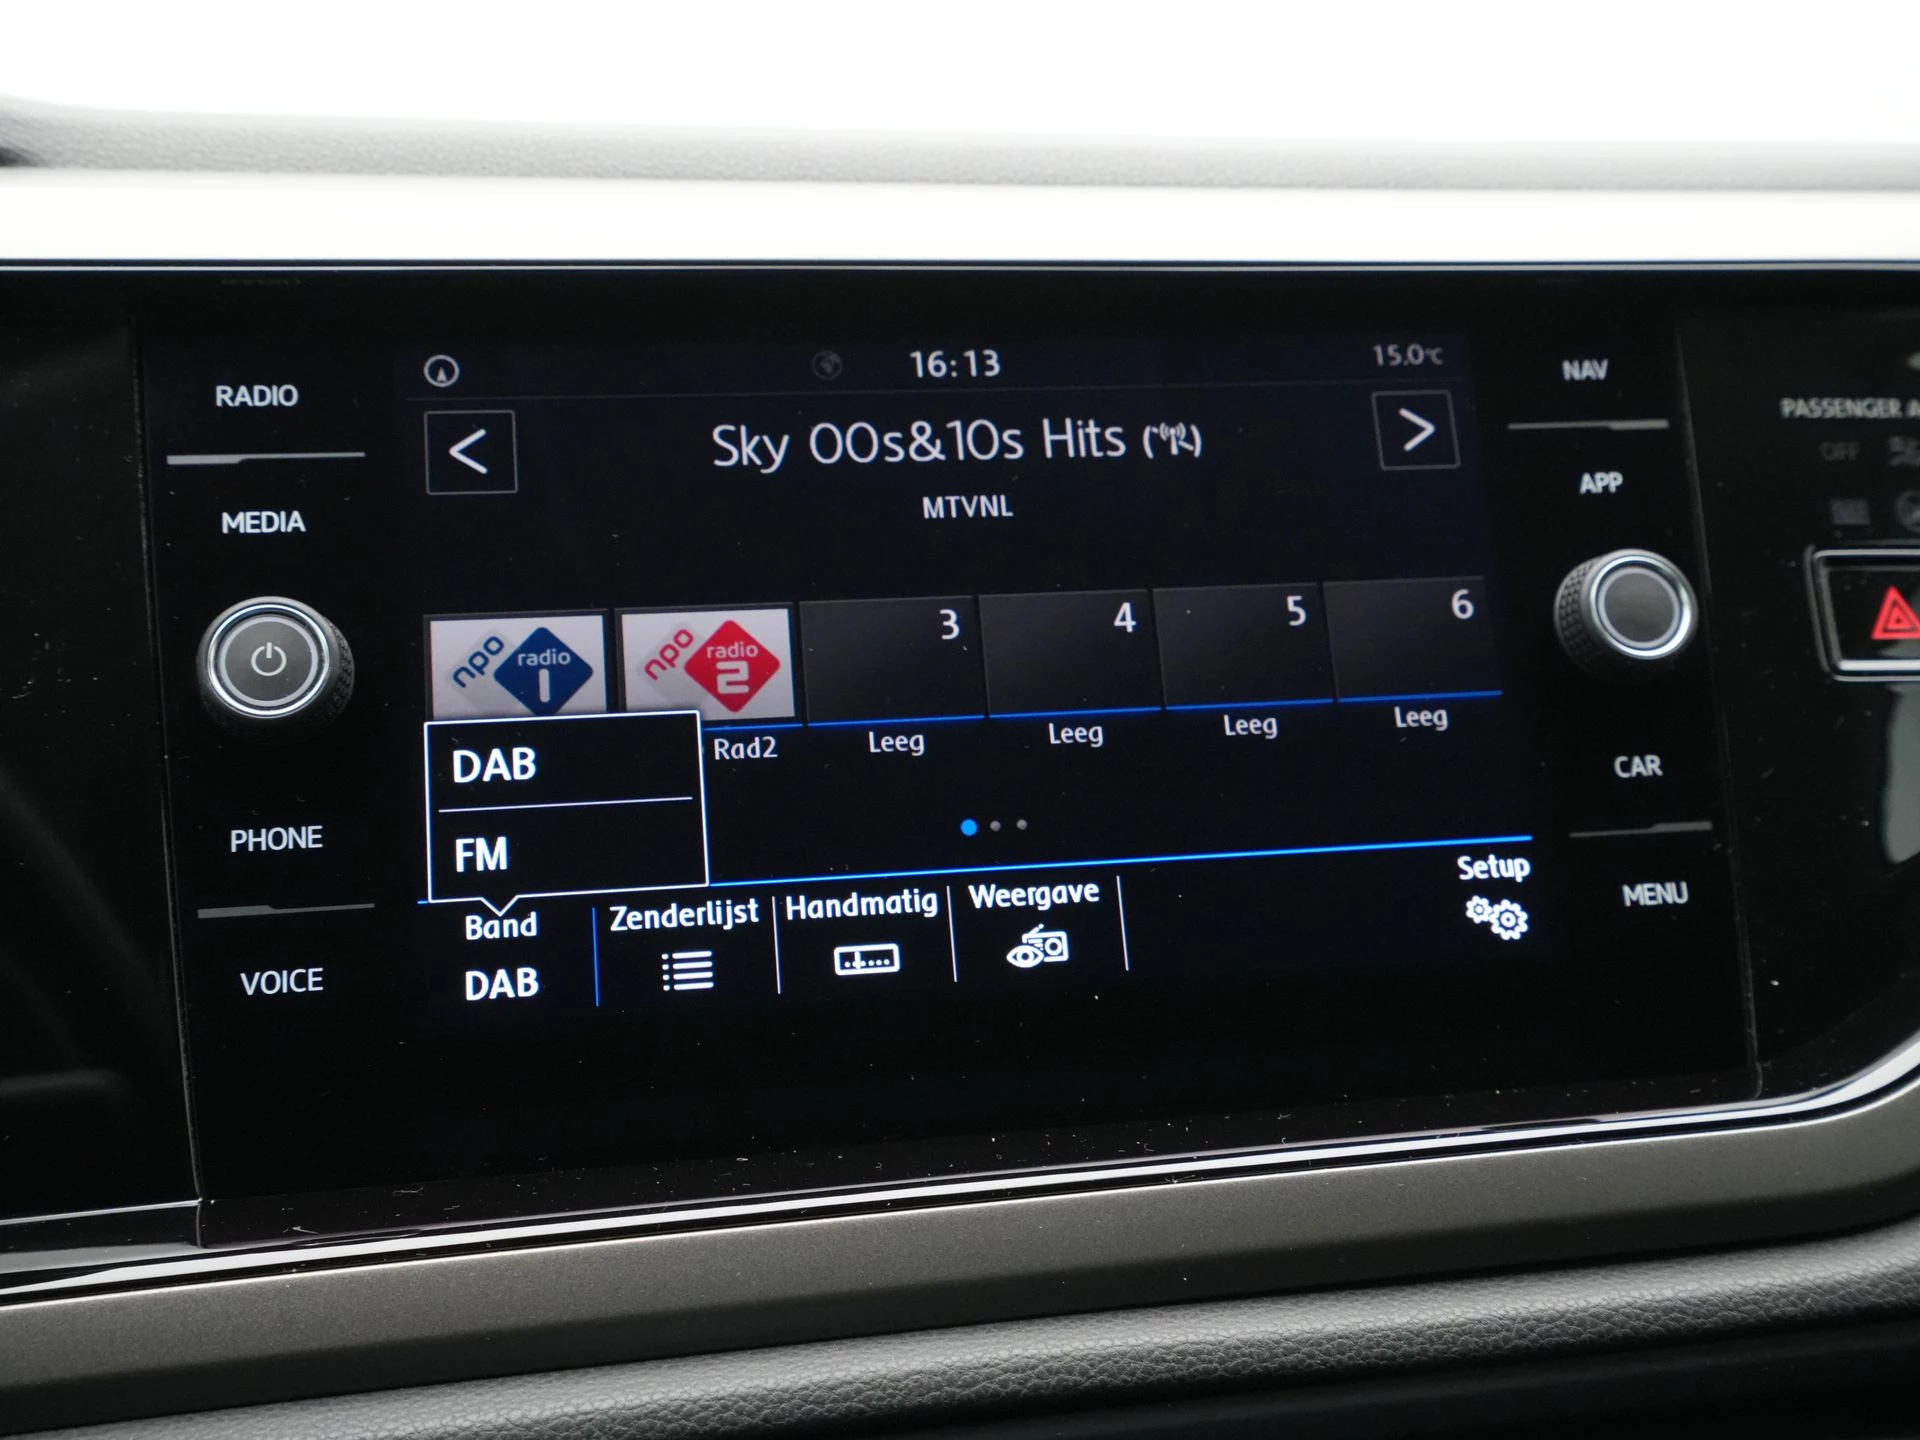 RADIO
MEDIA
PHONE
VOICE
16:13
15.0°C
Sky 00s&10s Hits
MTVNL
npo radio 1
npo radio 2
3
4
5
6
Rad2
Leeg
Leeg
Leeg
Leeg
DAB
FM
Band
DAB
Zenderlijst
Handmatig
Weergave
Setup
NAV
APP
CAR
MENU
PASSENGER
OFF